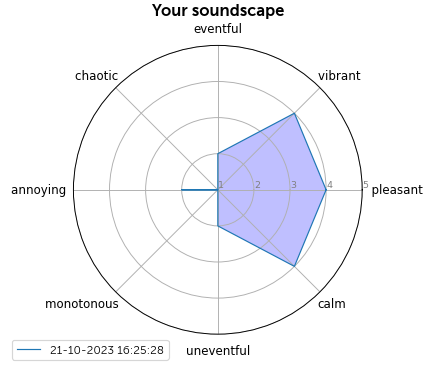 Your soundscape
eventful
chaotic
vibrant
annoying
1 2 3 4 5
pleasant
monotonous
calm
uneventful
21-10-2023 16:25:28